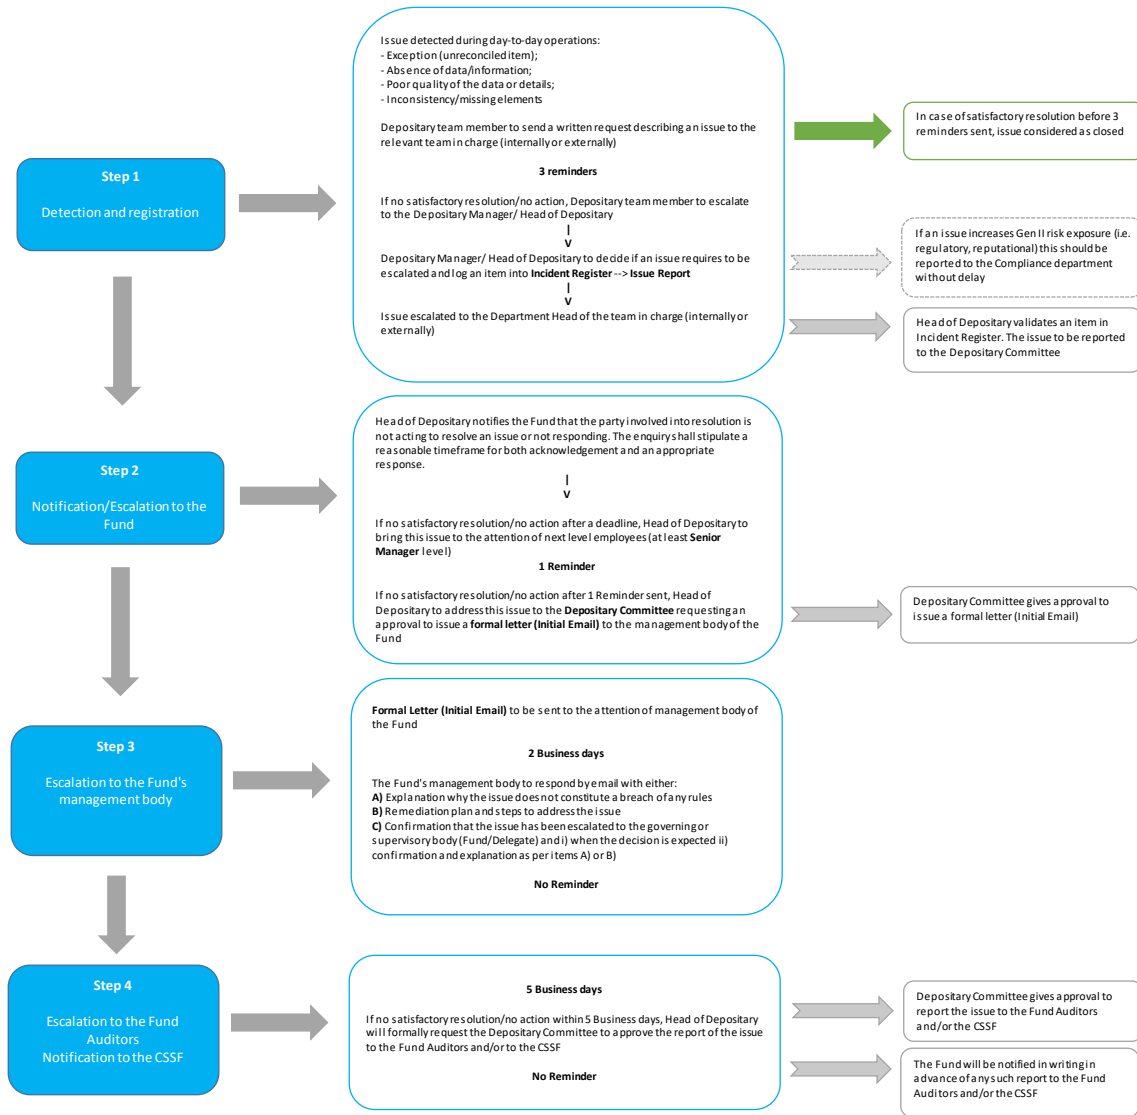 Step 1
Detection and registration
Issue detected during day-to-day operations:
- Exception (unreconciled item);
- Absence of data/information;
- Poor quality of the data or details;
- Inconsistency/missing elements
Depositary team member to send a written request describing an issue to the
relevant team in charge (internally or externally)
3 reminders
If no satisfactory resolution/no action, Depositary team member to escalate
to the Depositary Manager/ Head of Depositary
|
V
Depositary Manager/ Head of Depositary to decide if an issue requires to be
escalated and log an item into Incident Register --> Issue Report
|
V
Issue escalated to the Department Head of the team in charge (internally or
externally)
In case of satisfactory resolution before 3
reminders sent, issue considered as closed
If an issue increases Gen II risk exposure (i.e.
regulatory, reputational) this should be
reported to the Compliance department
without delay
Head of Depositary validates an item in
Incident Register. The issue to be reported
to the Depositary Committee
Step 2
Notification/Escalation to the
Fund
Head of Depositary notifies the Fund that the party involved into resolution is
not acting to resolve an issue or not responding. The enquiry shall stipulate a
reasonable timeframe for both acknowledgement and an appropriate
response.
|
V
If no satisfactory resolution/no action after a deadline, Head of Depositary to
bring this issue to the attention of next level employees (at least Senior
Manager level)
1 Reminder
If no satisfactory resolution/no action after 1 Reminder sent, Head of
Depositary to address this issue to the Depositary Committee requesting an
approval to issue a formal letter (Initial Email) to the management body of the
Fund
Depositary Committee gives approval to
issue a formal letter (Initial Email)
Step 3
Escalation to the Fund's
management body
Formal Letter (Initial Email) to be sent to the attention of management body of
the Fund
2 Business days
The Fund's management body to respond by email with either:
A) Explanation why the issue does not constitute a breach of any rules
B) Remediation plan and steps to address the issue
C) Confirmation that the issue has been escalated to the governing or
supervisory body (Fund/Delegate) and i) when the decision is expected ii)
confirmation and explanation as per items A) or B)
No Reminder
Step 4
Escalation to the Fund
Auditors
Notification to the CSSF
5 Business days
If no satisfactory resolution/no action within 5 Business days, Head of Depositary
will formally request the Depositary Committee to approve the report of the issue
to the Fund Auditors and/or to the CSSF
No Reminder
Depositary Committee gives approval to
report the issue to the Fund Auditors
and/or the CSSF
The Fund will be notified in writing in
advance of any such report to the Fund
Auditors and/or the CSSF